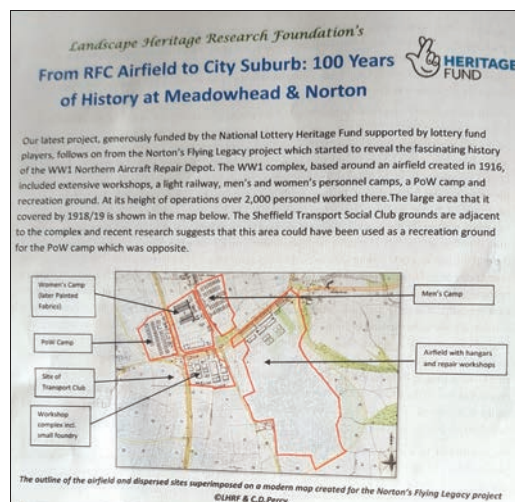 Landscape Heritage Research Foundation's
From RFC Airfield to City Suburb: 100 Years
of History at Meadowhead & Norton
HERITAGE
FUND
Our latest project, generously funded by the National Lottery Heritage Fund supported by lottery fund
players, follows on from the Norton's Flying Legacy project which started to reveal the fascinating history
of the WW1 Northern Aircraft Repair Depot. The WW1 complex, based around an airfield created in 1916,
included extensive workshops, a light railway, men's and women's personnel camps, a PoW camp and
recreation ground. At its height of operations over 2,000 personnel worked there.The large area that it
covered by 1918/19 is shown in the map below. The Sheffield Transport Social Club grounds are adjacent
to the complex and recent research suggests that this area could have been used as a recreation ground
for the PoW camp which was opposite.
Women's Camp
(later Painted
Fabrics)
PoW Camp
Site of
Transport Club
Workshop
complex incl.
small foundry
Men's Camp
Airfield with hangars
and repair workshops
The outline of the airfield and dispersed sites superimposed on a modern map created for the Norton's Flying Legacy project
©LHRF & C.D.Perry